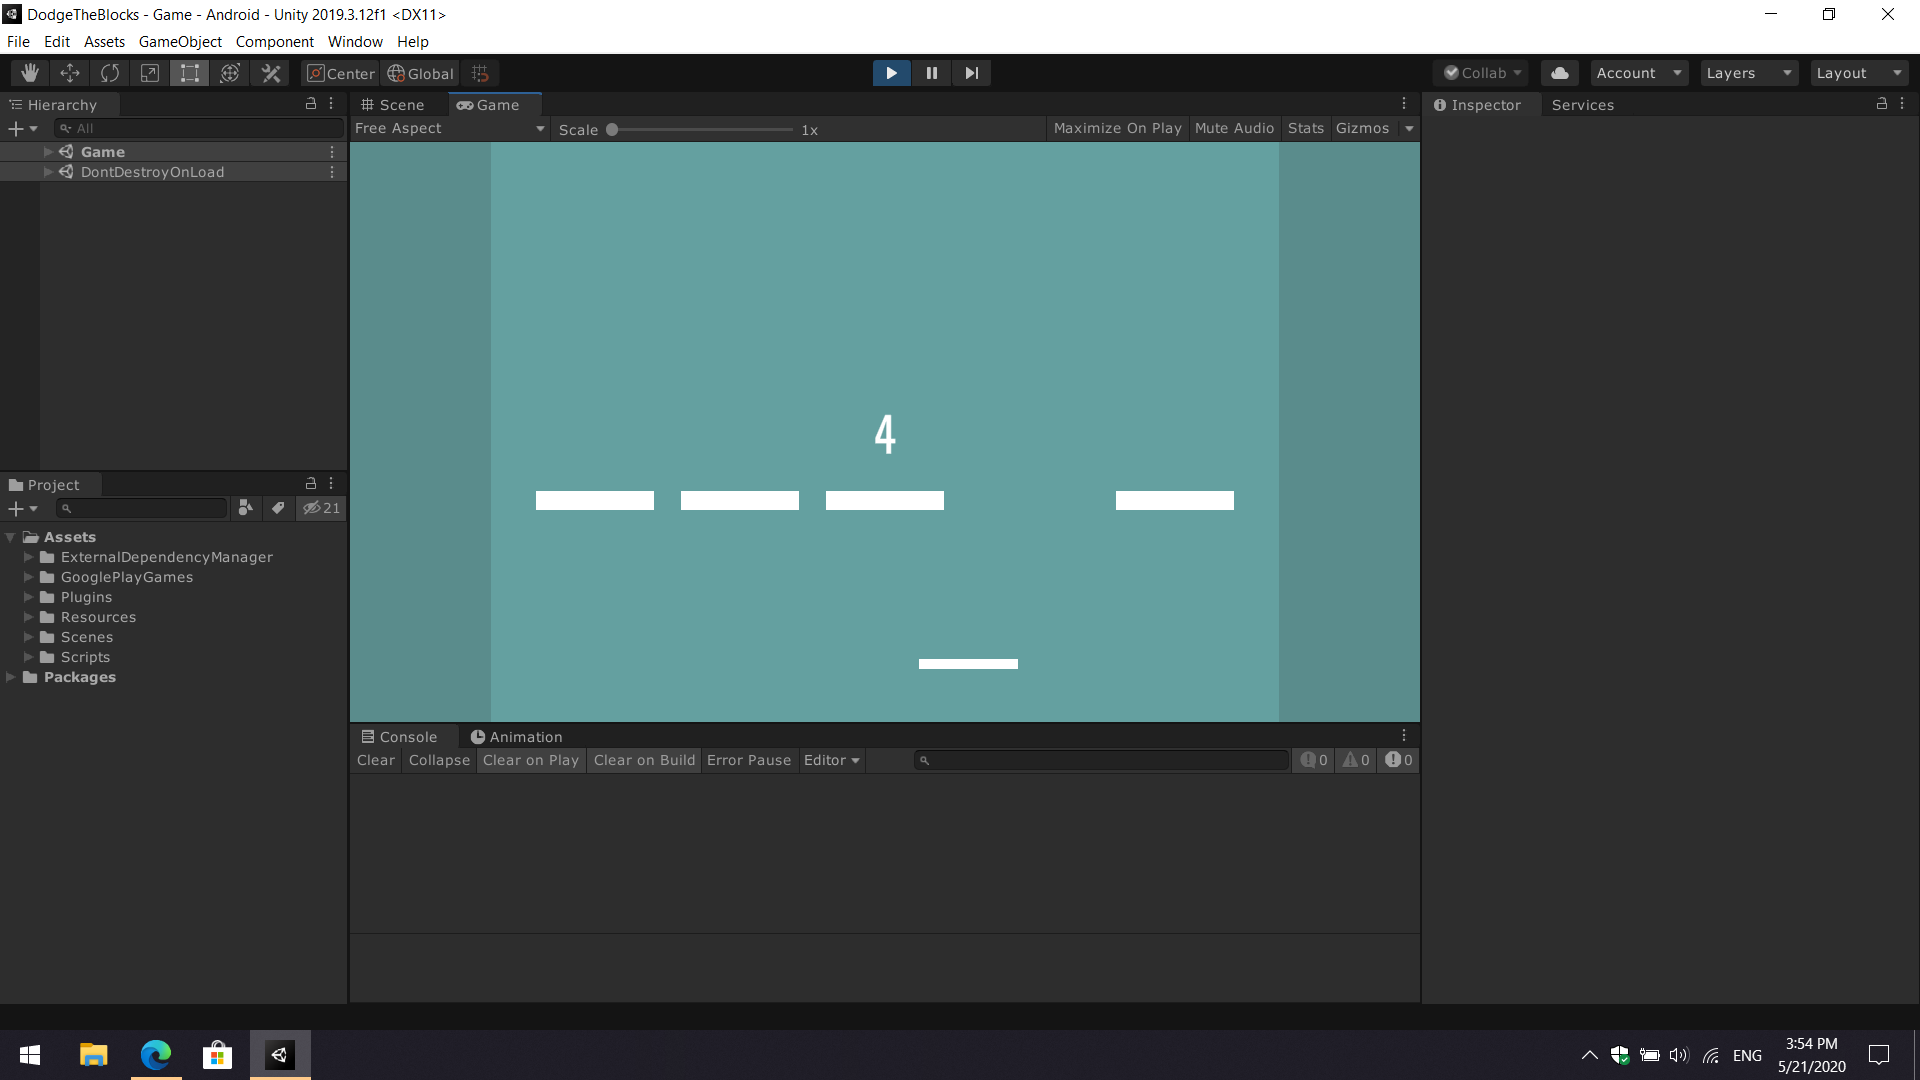 DodgeTheBlocks - Game - Android - Unity 2019.3.12f1 <DX11>
File Edit Assets GameObject Component Window Help
Center Global Collab Account Layers Layout
Hierarchy
All
Game
DontDestroyOnLoad
Scene Game
Free Aspect Scale 1x Maximize On Play Mute Audio Stats Gizmos
4
Inspector Services
Project
21
Assets
ExternalDependencyManager
GooglePlayGames
Plugins
Resources
Scenes
Scripts
Packages
Console Animation
Clear Collapse Clear on Play Clear on Build Error Pause Editor 0 0 0
ENG
3:54 PM
5/21/2020